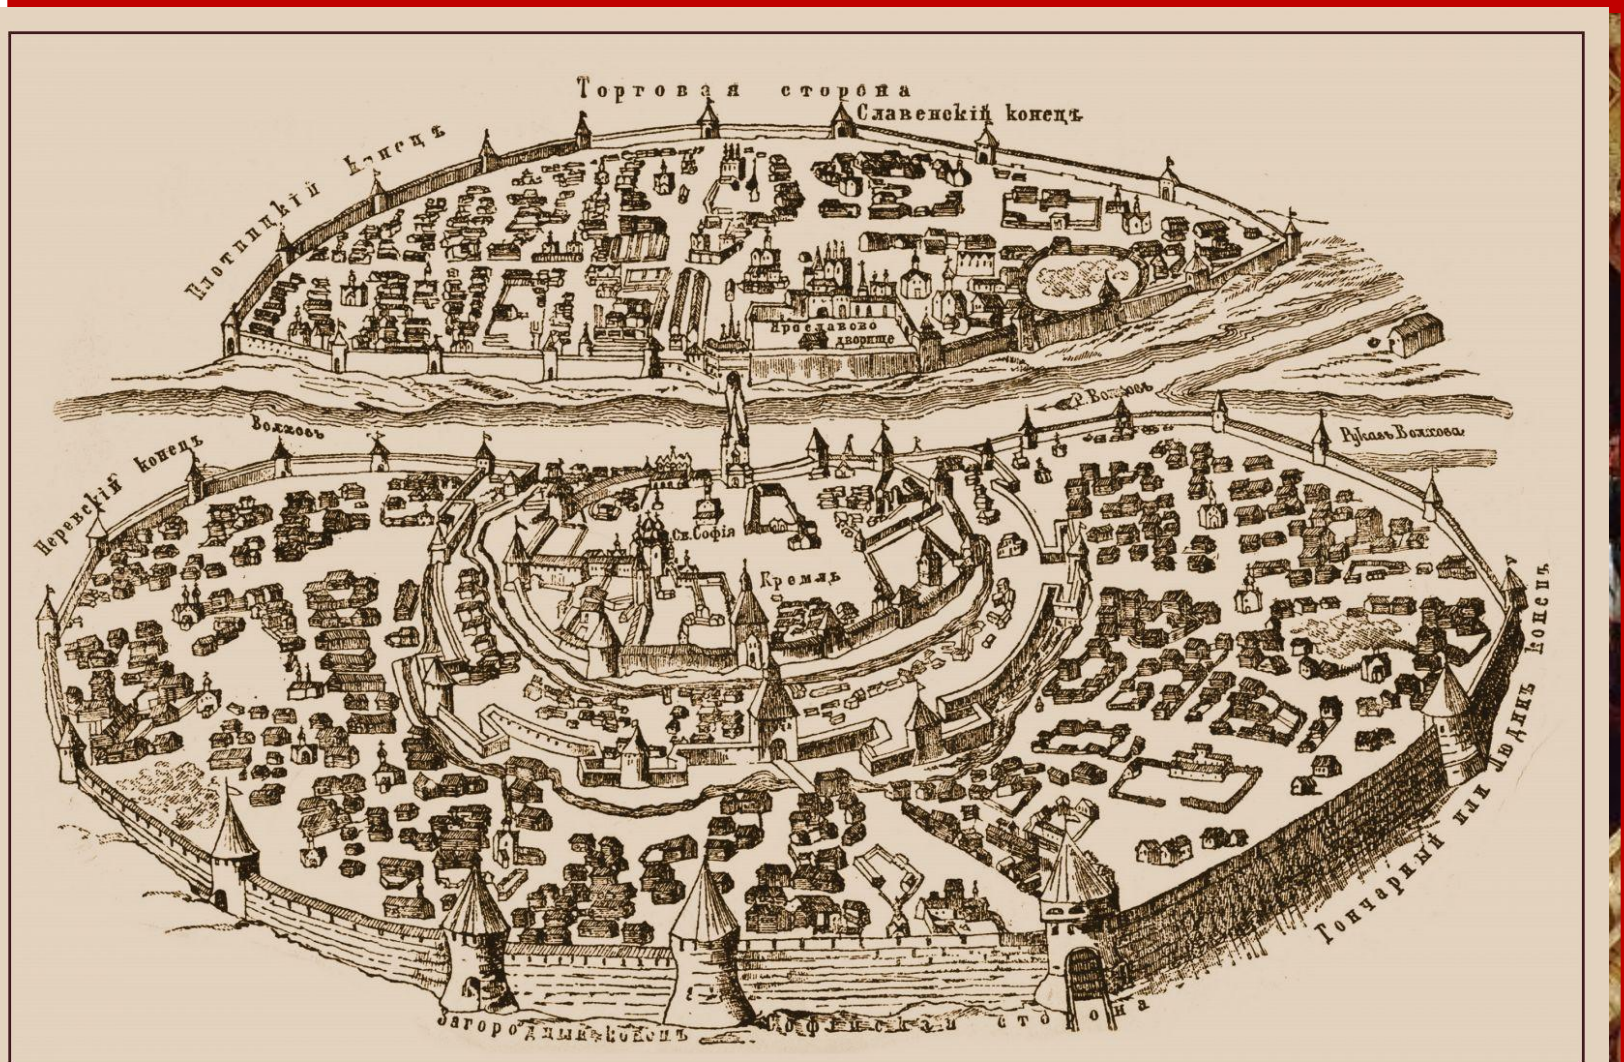 Торговая сторона
Славенскій конецъ
Плотницкій конецъ
Ярославово
дворище
р. Волховъ
Волховъ
Рукавъ Волхова
Неревскій конецъ
Св. Софія
Кремль
Гончарный или Людинъ конецъ
Загородный конецъ
Софійская сторона